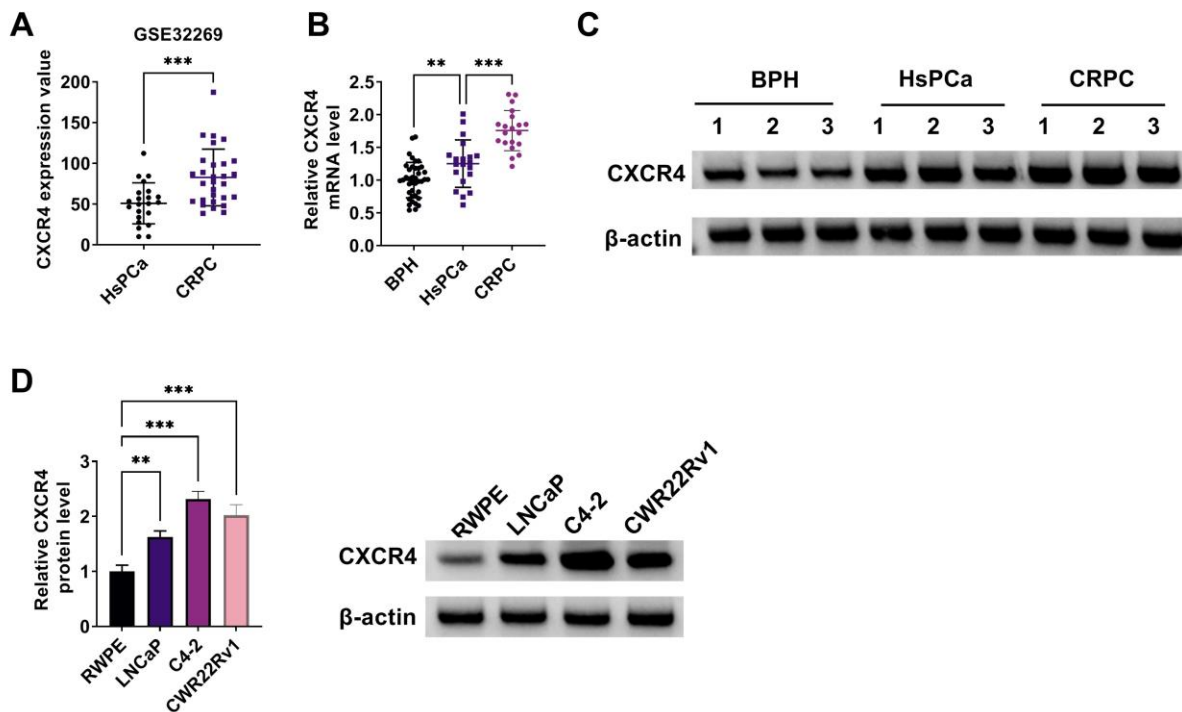 A
GSE32269
***
CXCR4 expression value
200
150
100
50
0
HsPCa
CRPC
B
**
***
Relative CXCR4
mRNA level
2.5
2.0
1.5
1.0
0.5
0.0
BPH
HsPCa
CRPC
C
BPH
HsPCa
CRPC
1 2 3 1 2 3 1 2 3
CXCR4
β-actin
D
***
***
**
Relative CXCR4
protein level
3
2
1
0
RWPE
LNCaP
C4-2
CWR22Rv1
RWPE
LNCaP
C4-2
CWR22Rv1
CXCR4
β-actin